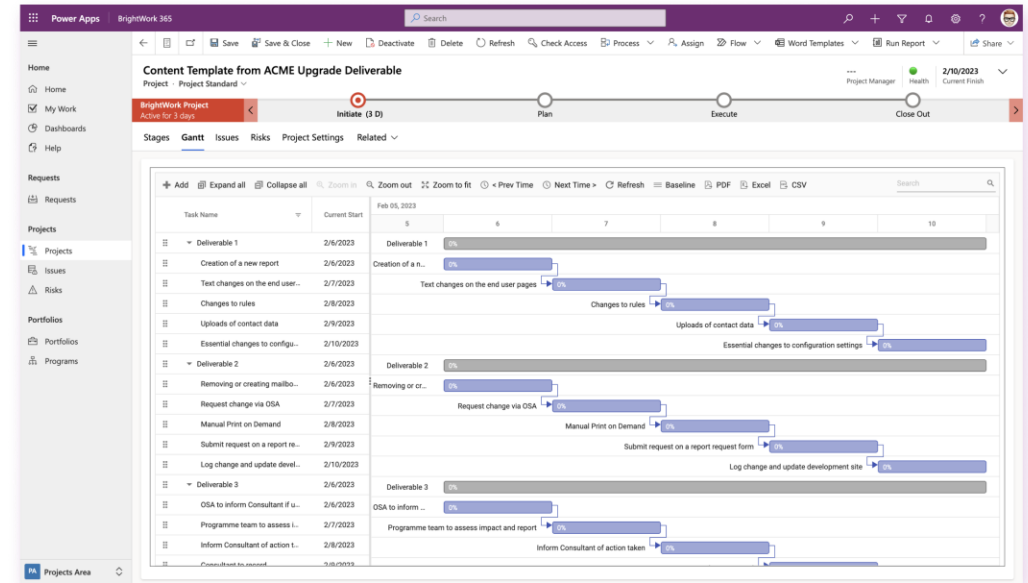 Power Apps BrightWork 365 Search ?
Save Save & Close New Deactivate Delete Refresh Check Access Process Assign Flow Word Templates Run Report Share
Home
Home
My Work
Dashboards
Help
Requests
Requests
Projects
Projects
Issues
Risks
Portfolios
Portfolios
Programs
PA Projects Area
Content Template from ACME Upgrade Deliverable
Project · Project Standard
---
Project Manager
Health
2/10/2023
Current Finish
BrightWork Project
Active for 3 days
Initiate (3 D)
Plan
Execute
Close Out
Stages Gantt Issues Risks Project Settings Related
Add Expand all Collapse all Zoom in Zoom out Zoom to fit < Prev Time Next Time > Refresh Baseline PDF Excel CSV Search
Task Name Current Start Feb 05, 2023
5 6 7 8 9 10
Deliverable 1 2/6/2023 Deliverable 1 0%
Creation of a new report 2/6/2023 Creation of a n... 0%
Text changes on the end user... 2/7/2023 Text changes on the end user pages 0%
Changes to rules 2/8/2023 Changes to rules 0%
Uploads of contact data 2/9/2023 Uploads of contact data 0%
Essential changes to configu... 2/10/2023 Essential changes to configuration settings 0%
Deliverable 2 2/6/2023 Deliverable 2 0%
Removing or creating mailbo... 2/6/2023 Removing or cr... 0%
Request change via OSA 2/7/2023 Request change via OSA 0%
Manual Print on Demand 2/8/2023 Manual Print on Demand 0%
Submit request on a report re... 2/9/2023 Submit request on a report request form 0%
Log change and update devel... 2/10/2023 Log change and update development site 0%
Deliverable 3 2/6/2023 Deliverable 3 0%
OSA to inform Consultant if u... 2/6/2023 OSA to inform ... 0%
Programme team to assess i... 2/7/2023 Programme team to assess impact and report 0%
Inform Consultant of action t... 2/8/2023 Inform Consultant of action taken 0%
Consultant to record 2/9/2023